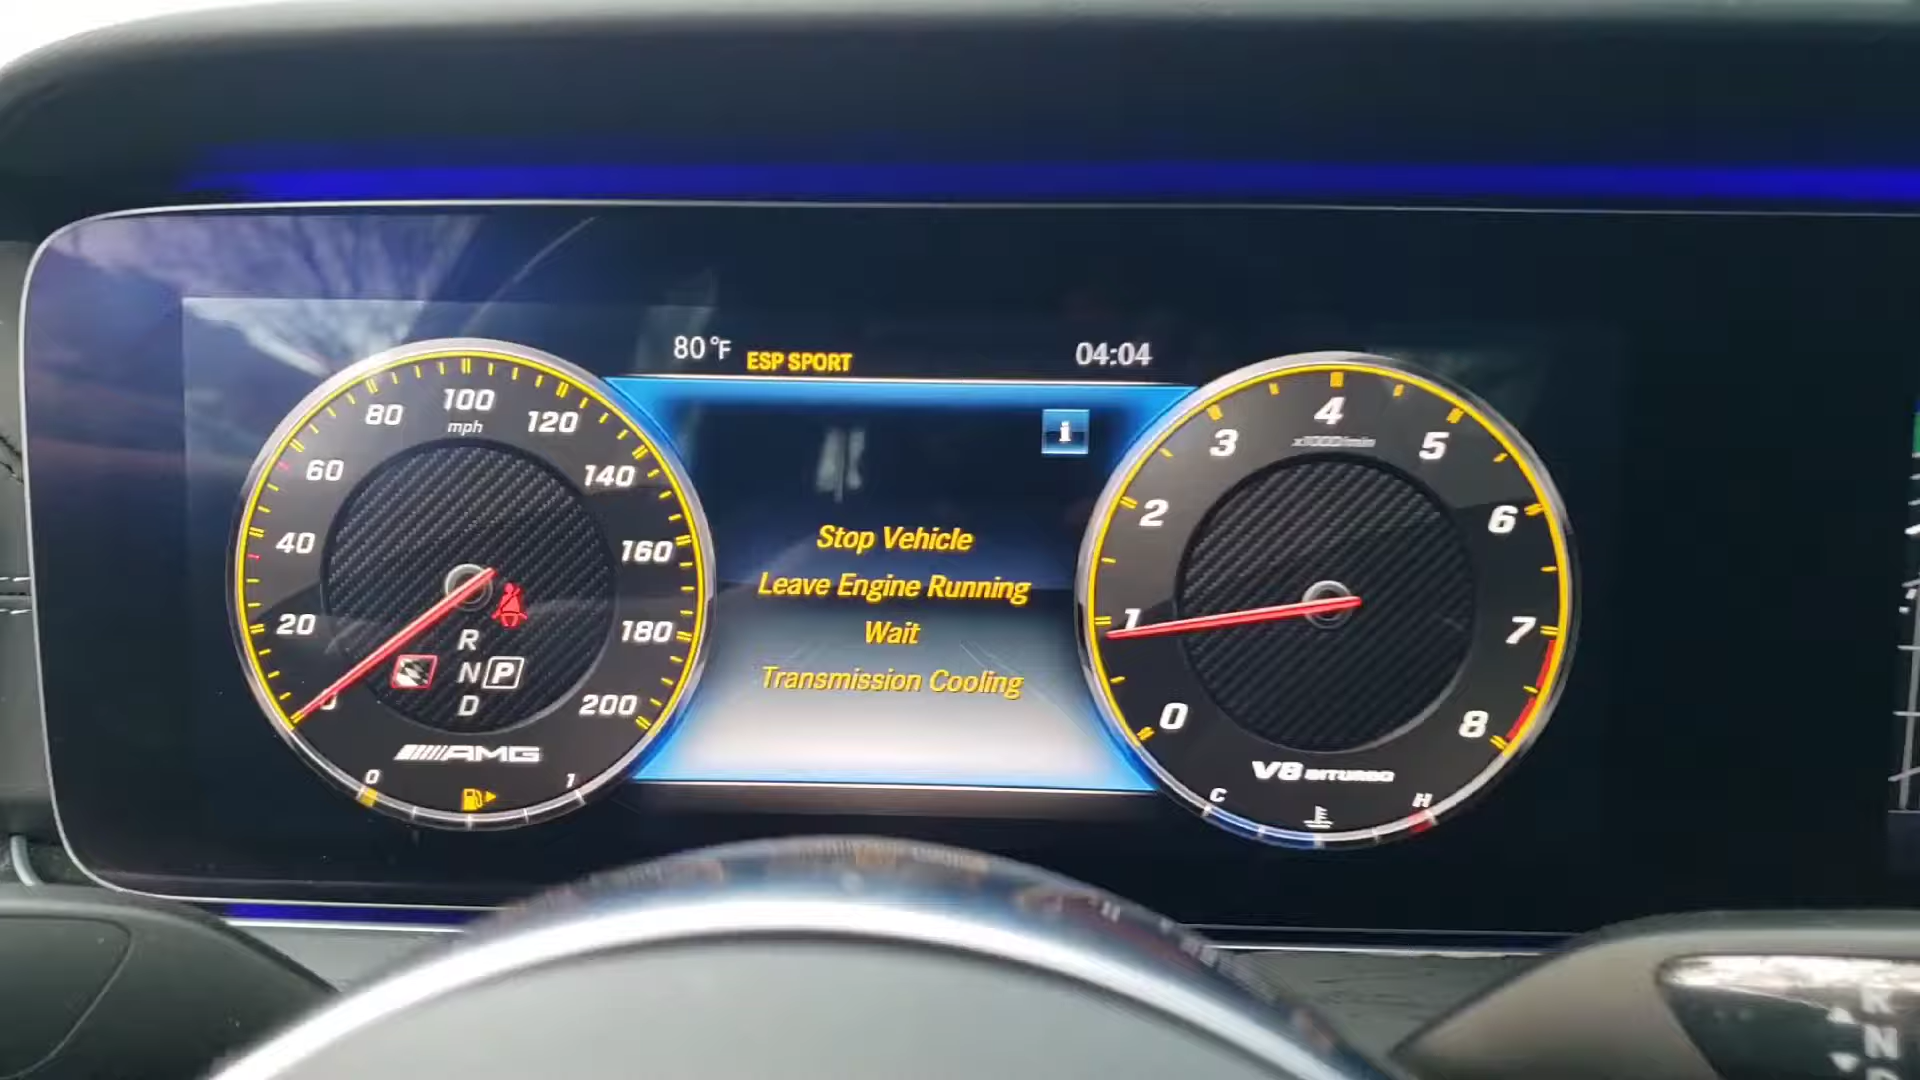 80°F
ESP SPORT
04:04
i
Stop Vehicle
Leave Engine Running
Wait
Transmission Cooling
100
mph
80
120
60
140
40
160
20
180
0
200
R
N P
D
AMG
0
1
4
x1000/min
3
5
2
6
1
7
0
8
V8 BITURBO
C
H
R
N